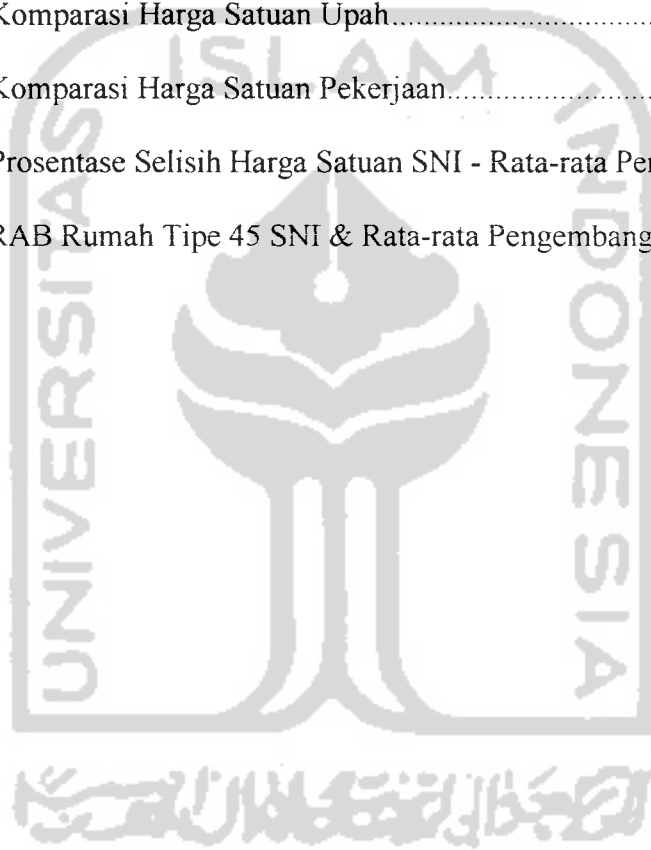 Komparasi Harga Satuan Upah
ISLAM
Komparasi Harga Satuan Pekerjaan
Prosentase Selisih Harga Satuan SNI - Rata-rata
RAB Rumah Tipe 45 SNI & Rata-rata Pengembang
UNIVERSITAS
INDONESIA